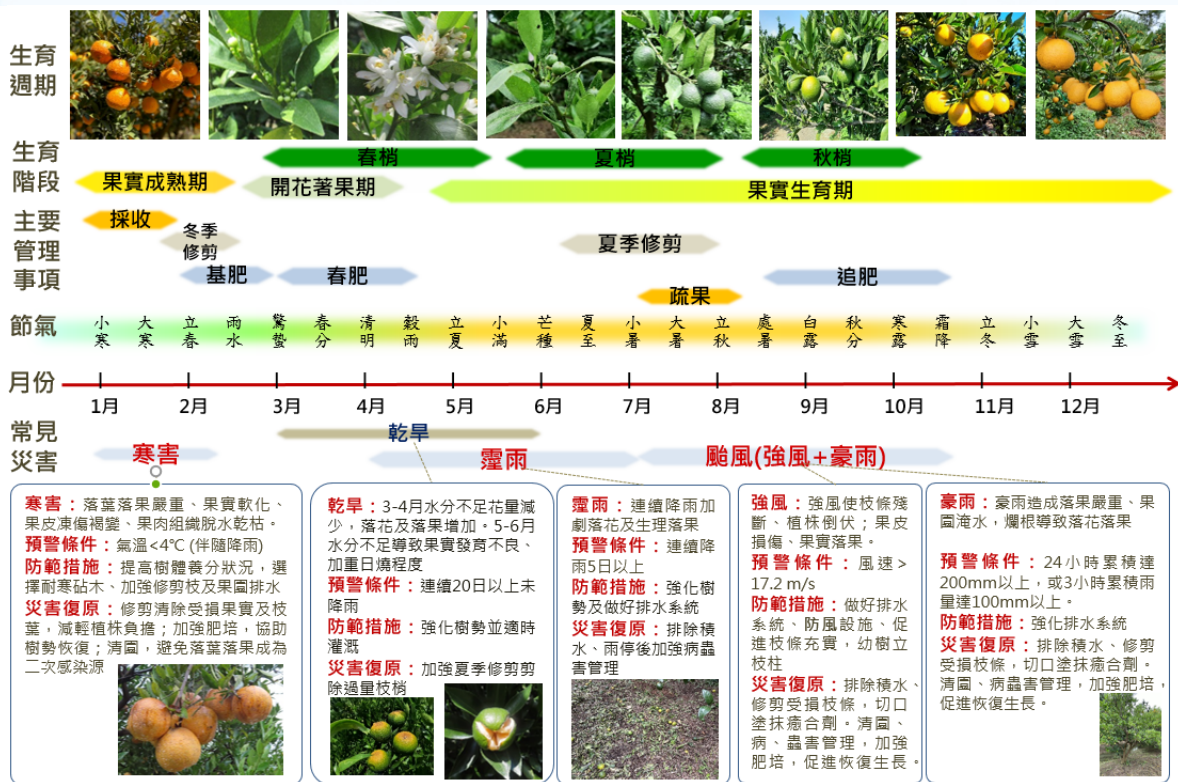 生育
週期
生育
階段
春梢
夏梢
秋梢
果實成熟期
開花著果期
果實生育期
主要
管理
事項
採收
冬季
修剪
夏季修剪
基肥
春肥
追肥
疏果
節氣
小寒
大寒
立春
雨水
驚蟄
春分
清明
穀雨
立夏
小滿
芒種
夏至
小暑
大暑
立秋
處暑
白露
秋分
寒露
霜降
立冬
小雪
大雪
冬至
月份
1月
2月
3月
4月
5月
6月
7月
8月
9月
10月
11月
12月
常見
災害
寒害
乾旱
霪雨
颱風(強風+豪雨)
寒害：落葉落果嚴重、果實軟化、
果皮凍傷褐變、果肉組織脫水乾枯。
預警條件：氣溫<4℃ (伴隨降雨)
防範措施：提高樹體養分狀況，選
擇耐寒砧木、加強修剪枝及果園排水
災害復原：修剪清除受損果實及枝
葉，減輕植株負擔；加強肥培，協助
樹勢恢復；清園，避免落葉落果成為
二次感染源
乾旱：3-4月水分不足花量減
少，落花及落果增加。5-6月
水分不足導致果實發育不良、
加重日燒程度
預警條件：連續20日以上未
降雨
防範措施：強化樹勢並適時
灌溉
災害復原：加強夏季修剪剪
除過量枝梢
霪雨：連續降雨加
劇落花及生理落果
預警條件：連續降
雨5日以上
防範措施：強化樹
勢及做好排水系統
災害復原：排除積
水、雨停後加強病蟲
害管理
強風：強風使枝條殘
斷、植株倒伏；果皮
損傷、果實落果。
預警條件：風速>
17.2 m/s
防範措施：做好排水
系統、防風設施、促
進枝條充實，幼樹立
枝柱
災害復原：排除積水、
修剪受損枝條，切口
塗抹癒合劑。清園、
病、蟲害管理，加強
肥培，促進恢復生長。
豪雨：豪雨造成落果嚴重、果
園淹水，爛根導致落花落果
預警條件：24小時累積達
200mm以上，或3小時累積雨
量達100mm以上。
防範措施：強化排水系統
災害復原：排除積水、修剪
受損枝條，切口塗抹癒合劑。
清園、病蟲害管理，加強肥培，
促進恢復生長。